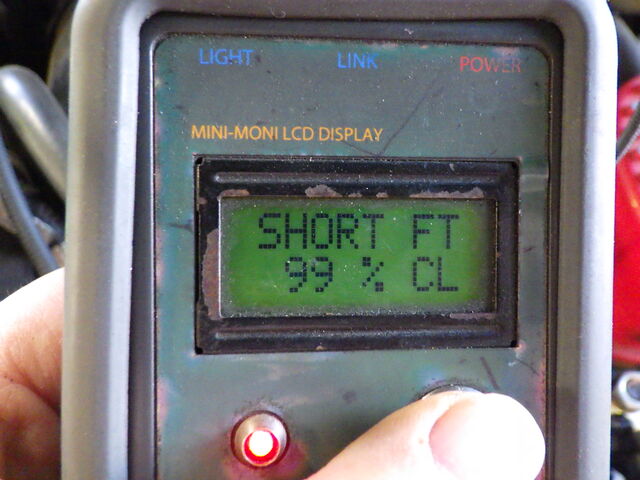 LIGHT LINK POWER
MINI-MONI LCD DISPLAY
SHORT FT
99 % CL